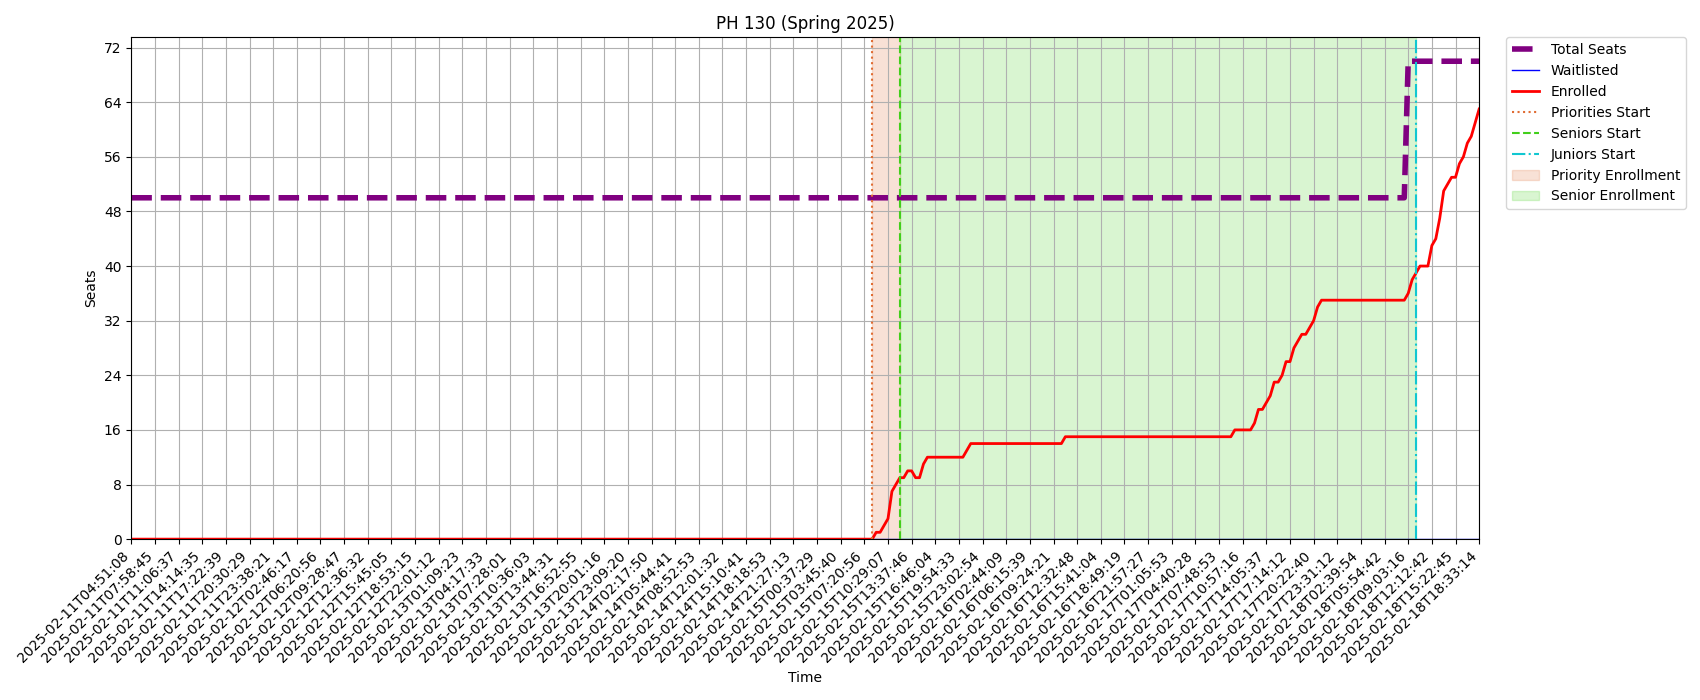 PH 130 (Spring 2025)
Total Seats
Waitlisted
Enrolled
Priorities Start
Seniors Start
Juniors Start
Priority Enrollment
Senior Enrollment
Seats
72
64
56
48
40
32
24
16
8
0
2025-02-11T04:51:08
2025-02-11T07:58:45
2025-02-11T11:06:37
2025-02-11T14:14:35
2025-02-11T17:22:39
2025-02-11T20:30:29
2025-02-11T23:38:21
2025-02-12T02:46:17
2025-02-12T06:20:56
2025-02-12T09:28:47
2025-02-12T12:36:32
2025-02-12T15:45:05
2025-02-12T18:53:15
2025-02-12T22:01:12
2025-02-13T01:09:23
2025-02-13T04:17:33
2025-02-13T07:28:01
2025-02-13T10:36:03
2025-02-13T13:44:31
2025-02-13T16:52:55
2025-02-13T20:01:16
2025-02-13T23:09:20
2025-02-14T02:17:50
2025-02-14T05:44:41
2025-02-14T08:52:53
2025-02-14T12:01:32
2025-02-14T15:10:41
2025-02-14T18:18:53
2025-02-14T21:27:13
2025-02-15T00:37:29
2025-02-15T03:45:40
2025-02-15T07:20:56
2025-02-15T10:29:07
2025-02-15T13:37:46
2025-02-15T16:46:04
2025-02-15T19:54:33
2025-02-15T23:02:54
2025-02-16T02:44:09
2025-02-16T06:15:39
2025-02-16T09:24:21
2025-02-16T12:32:48
2025-02-16T15:41:04
2025-02-16T18:49:19
2025-02-16T21:57:27
2025-02-17T01:05:53
2025-02-17T04:40:28
2025-02-17T07:48:53
2025-02-17T10:57:16
2025-02-17T14:05:37
2025-02-17T17:14:12
2025-02-17T20:22:40
2025-02-17T23:31:12
2025-02-18T02:39:54
2025-02-18T05:54:42
2025-02-18T09:03:16
2025-02-18T12:12:42
2025-02-18T15:22:45
2025-02-18T18:33:14
Time